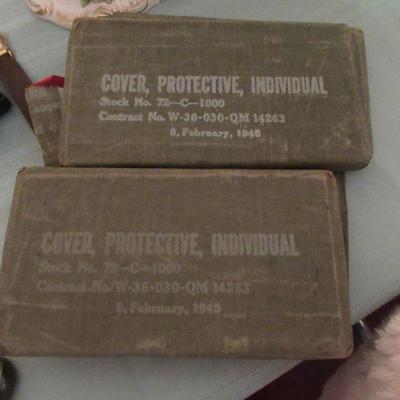 COVER, PROTECTIVE, INDIVIDUAL
Stock No. 72—C—1000
Contract No. W-36-030-QM 14263
8, February, 1945
COVER, PROTECTIVE, INDIVIDUAL
Stock No. 72—C—1000
Contract No. W-36-030-QM 14263
8, February, 1945